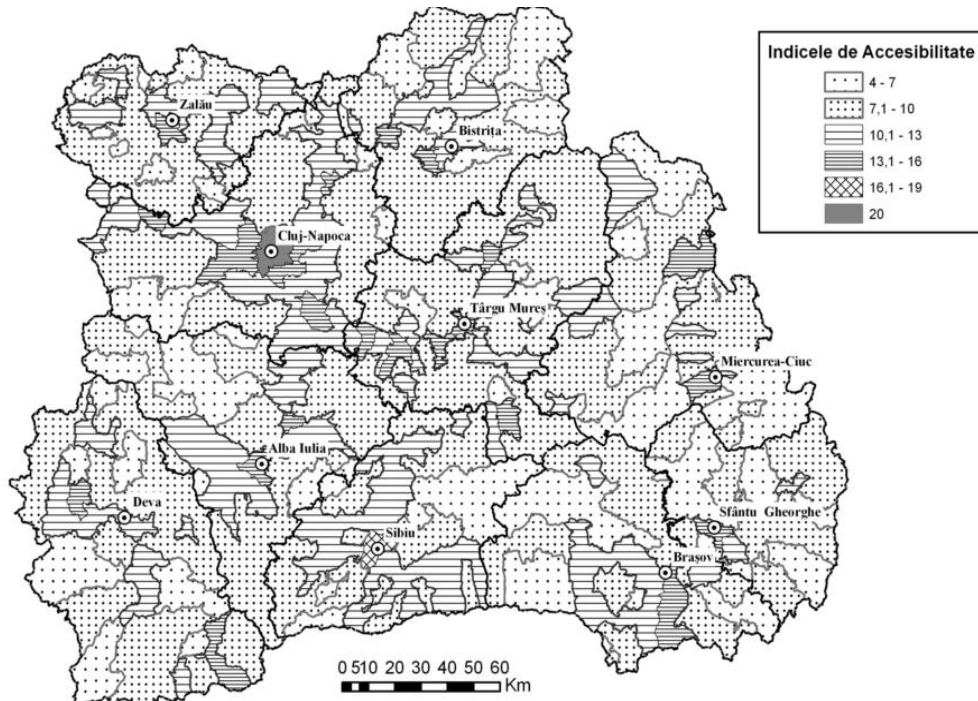 Indicele de Accesibilitate
4 - 7
7,1 - 10
10,1 - 13
13,1 - 16
16,1 - 19
20
Zalău
Bistrița
Cluj-Napoca
Târgu Mureș
Miercurea-Ciuc
Alba Iulia
Deva
Sibiu
Sfântu Gheorghe
Brașov
0 510 20 30 40 50 60
Km